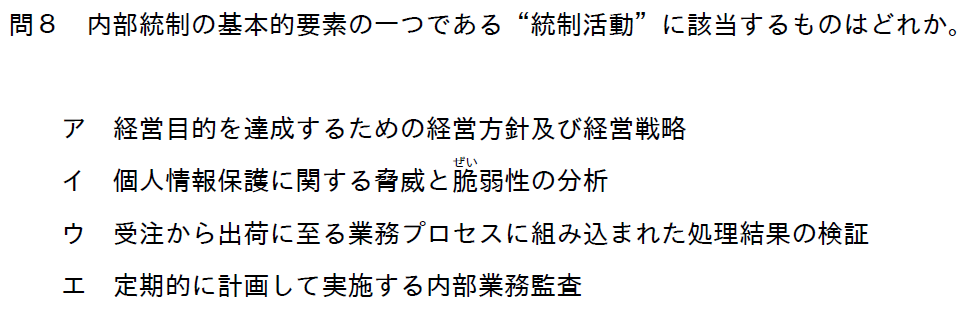 問８　内部統制の基本的要素の一つである“統制活動”に該当するものはどれか。
ア　経営目的を達成するための経営方針及び経営戦略
イ　個人情報保護に関する脅威と脆弱性の分析
ぜい
ウ　受注から出荷に至る業務プロセスに組み込まれた処理結果の検証
エ　定期的に計画して実施する内部業務監査